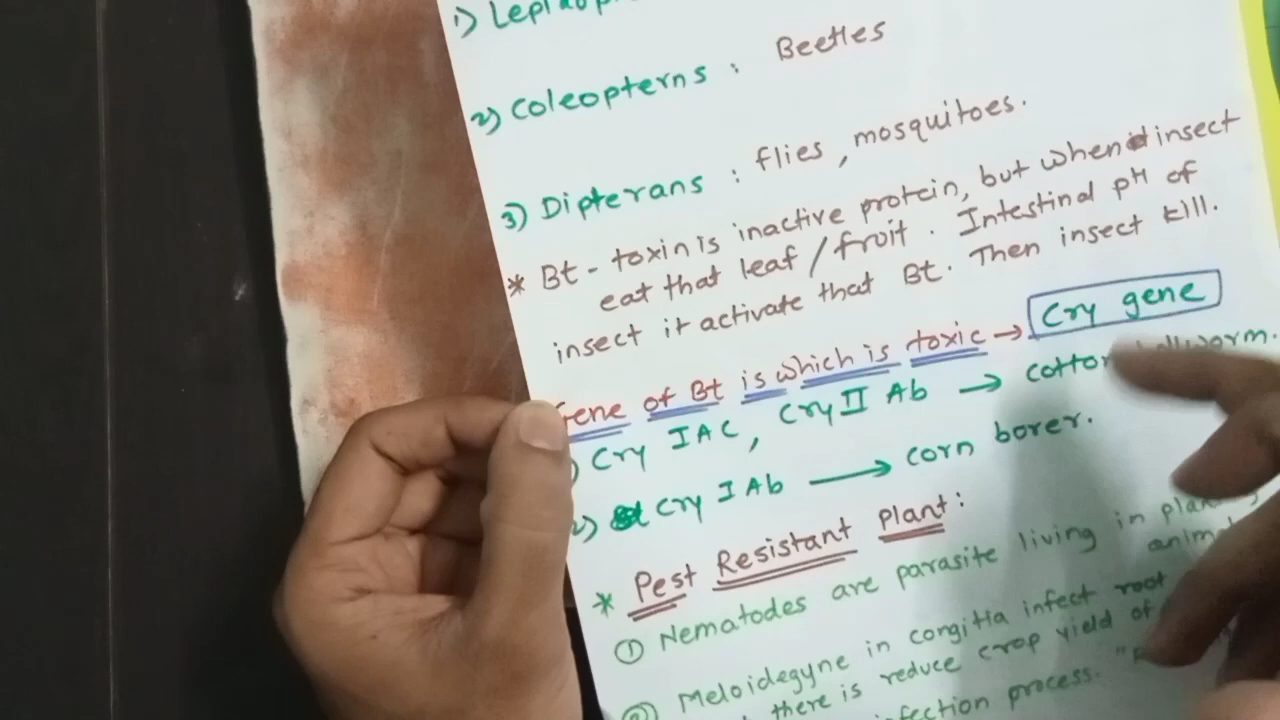 1)
2) Coleopterns : Beetles
3) Dipterans : flies , mosquitoes.
* Bt - toxin is inactive protein, but when insect
eat that leaf / fruit . Intestinal pH of
insect it activate that Bt . Then insect kill.
Gene of Bt is which is toxic → Cry gene
) Cry IAC , Cry II Ab → cotton
2) Cry I Ab → corn borer.
* Pest Resistant Plant :
① Nematodes are parasite living in
② Meloidegyne in congitia infect root
there is reduce crop yield of
process.